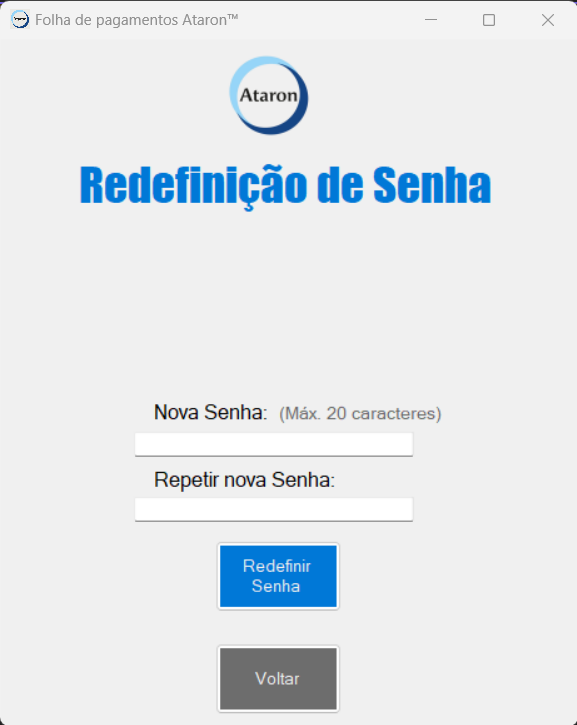 Folha de pagamentos Ataron™
Ataron
Redefinição de Senha
Nova Senha: (Máx. 20 caracteres)
Repetir nova Senha:
Redefinir
Senha
Voltar